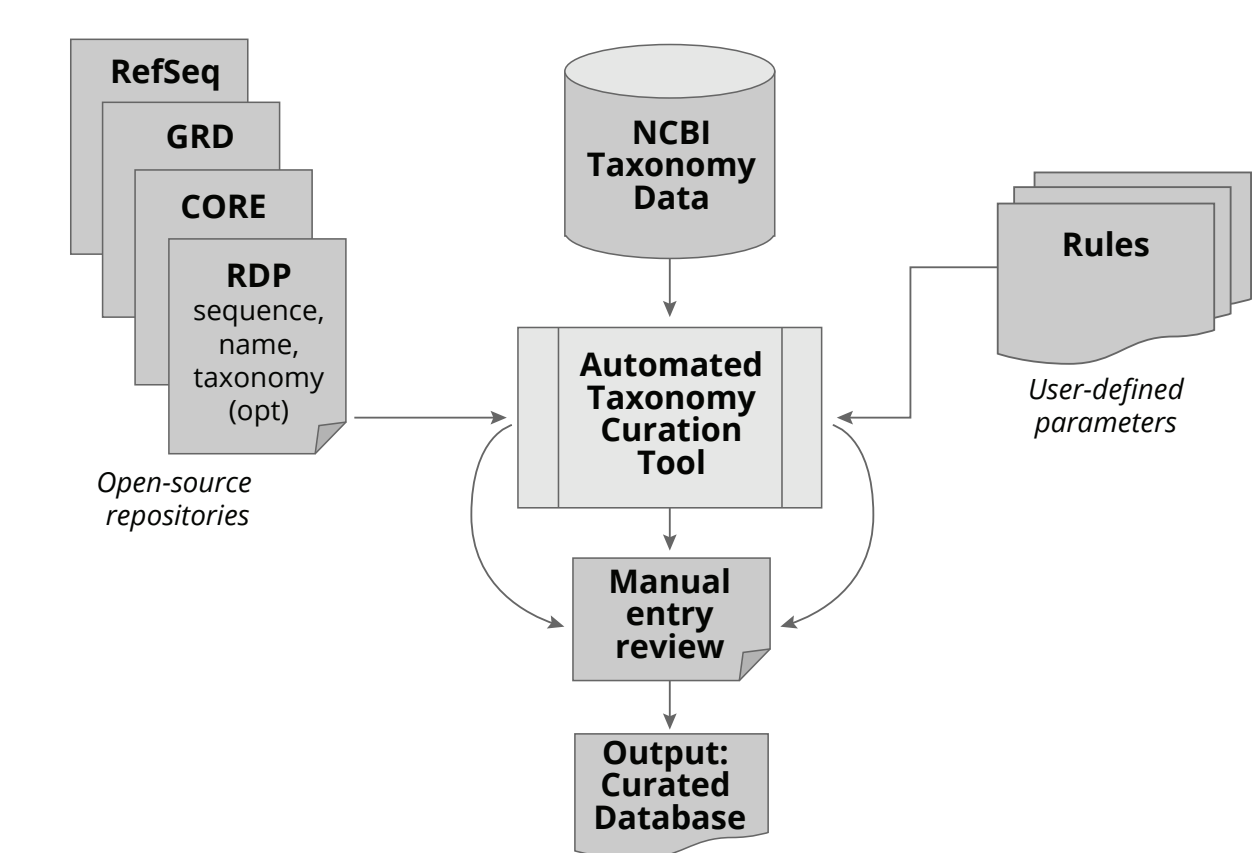 RefSeq
GRD
CORE
RDP
sequence,
name,
taxonomy
(opt)
Open-source
repositories
NCBI
Taxonomy
Data
Rules
User-defined
parameters
Automated
Taxonomy
Curation
Tool
Manual
entry
review
Output:
Curated
Database